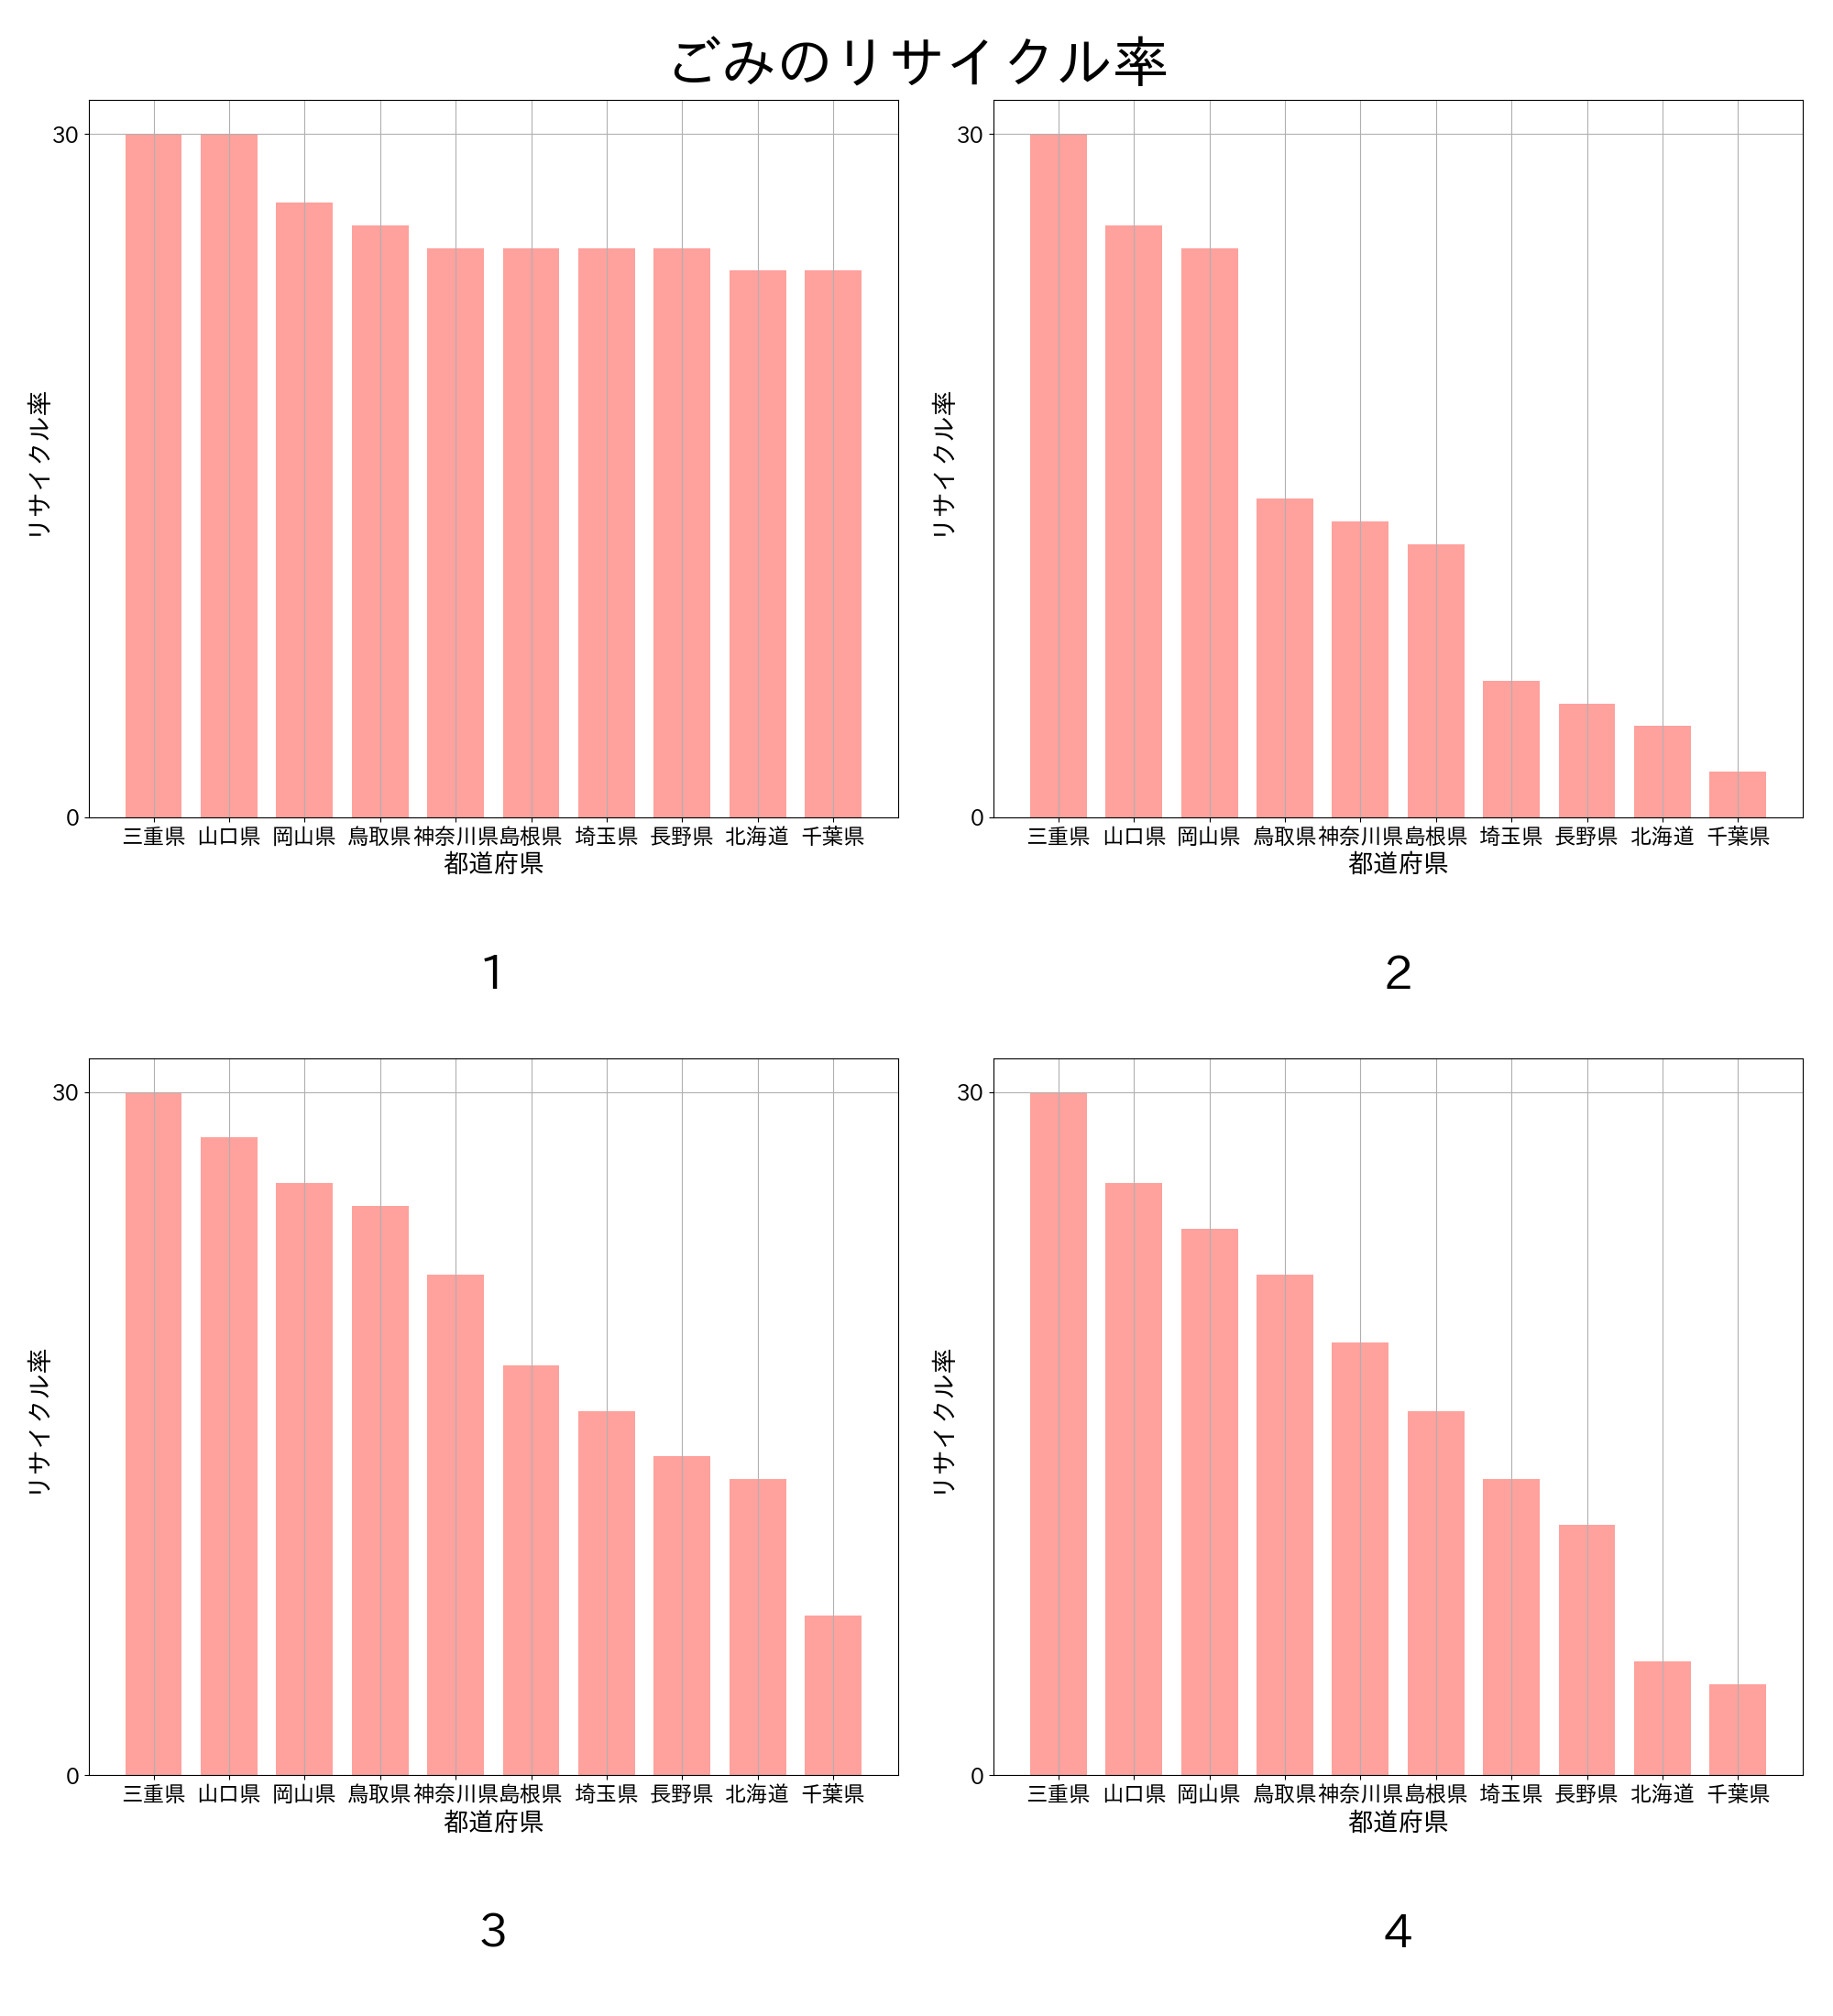 ごみのリサイクル率
30
0
リサイクル率
三重県 山口県 岡山県 鳥取県 神奈川県 島根県 埼玉県 長野県 北海道 千葉県
都道府県
1
30
0
リサイクル率
三重県 山口県 岡山県 鳥取県 神奈川県 島根県 埼玉県 長野県 北海道 千葉県
都道府県
2
30
0
リサイクル率
三重県 山口県 岡山県 鳥取県 神奈川県 島根県 埼玉県 長野県 北海道 千葉県
都道府県
3
30
0
リサイクル率
三重県 山口県 岡山県 鳥取県 神奈川県 島根県 埼玉県 長野県 北海道 千葉県
都道府県
4